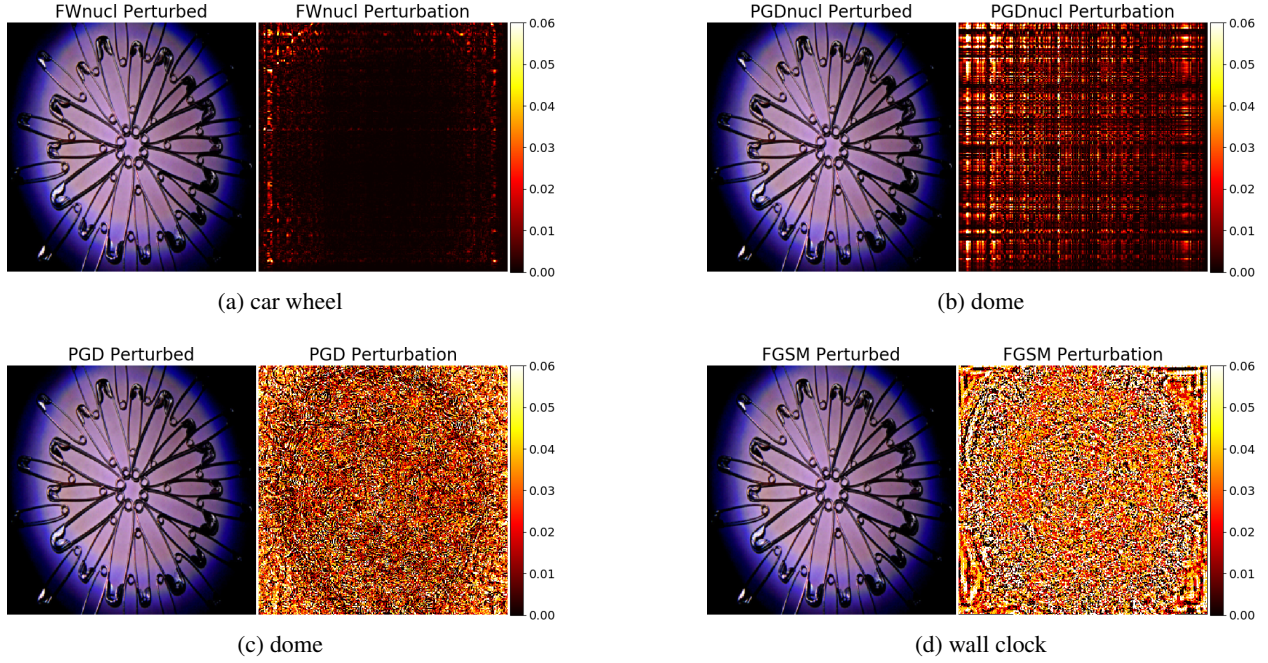 FWnucl Perturbed
FWnucl Perturbation
0.06
0.05
0.04
0.03
0.02
0.01
0.00
(a) car wheel
PGDnucl Perturbed
PGDnucl Perturbation
0.06
0.05
0.04
0.03
0.02
0.01
0.00
(b) dome
PGD Perturbed
PGD Perturbation
0.06
0.05
0.04
0.03
0.02
0.01
0.00
(c) dome
FGSM Perturbed
FGSM Perturbation
0.06
0.05
0.04
0.03
0.02
0.01
0.00
(d) wall clock